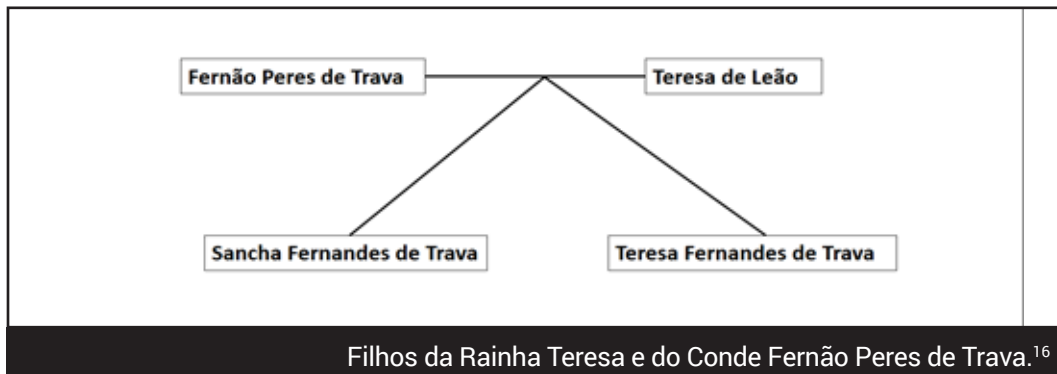 Fernão Peres de Trava
Teresa de Leão
Sancha Fernandes de Trava
Teresa Fernandes de Trava
Filhos da Rainha Teresa e do Conde Fernão Peres de Trava.16